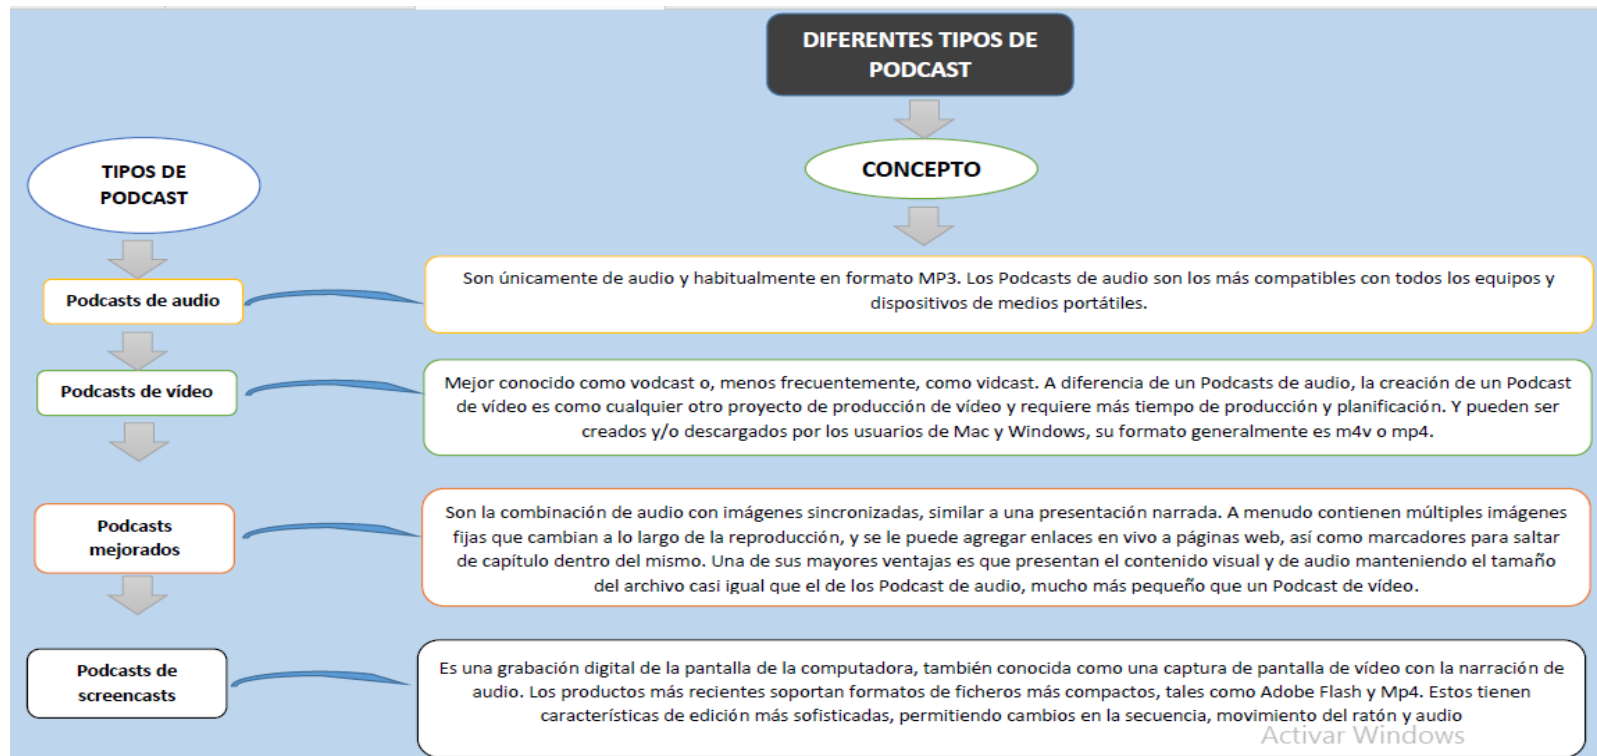 DIFERENTES TIPOS DE
PODCAST
TIPOS DE
PODCAST
CONCEPTO
Podcasts de audio
Son únicamente de audio y habitualmente en formato MP3. Los Podcasts de audio son los más compatibles con todos los equipos y
dispositivos de medios portátiles.
Podcasts de vídeo
Mejor conocido como vodcast o, menos frecuentemente, como vidcast. A diferencia de un Podcasts de audio, la creación de un Podcast
de vídeo es como cualquier otro proyecto de producción de vídeo y requiere más tiempo de producción y planificación. Y pueden ser
creados y/o descargados por los usuarios de Mac y Windows, su formato generalmente es m4v o mp4.
Podcasts
mejorados
Son la combinación de audio con imágenes sincronizadas, similar a una presentación narrada. A menudo contienen múltiples imágenes
fijas que cambian a lo largo de la reproducción, y se le puede agregar enlaces en vivo a páginas web, así como marcadores para saltar
de capítulo dentro del mismo. Una de sus mayores ventajas es que presentan el contenido visual y de audio manteniendo el tamaño
del archivo casi igual que el de los Podcast de audio, mucho más pequeño que un Podcast de vídeo.
Podcasts de
screencasts
Es una grabación digital de la pantalla de la computadora, también conocida como una captura de pantalla de vídeo con la narración de
audio. Los productos más recientes soportan formatos de ficheros más compactos, tales como Adobe Flash y Mp4. Estos tienen
características de edición más sofisticadas, permitiendo cambios en la secuencia, movimiento del ratón y audio
Activar Windows